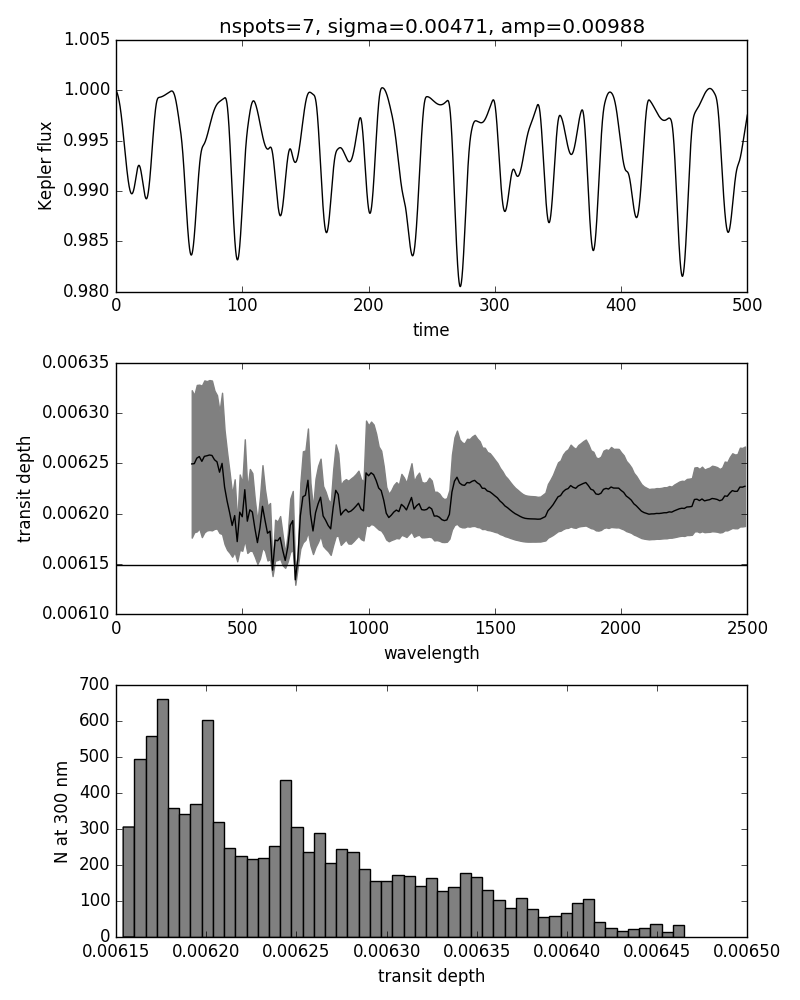 nspots=7, sigma=0.00471, amp=0.00988
1.005
1.000
0.995
0.990
0.985
0.980
Kepler flux
0 100 200 300 400 500
time
0.00635
0.00630
0.00625
0.00620
0.00615
0.00610
transit depth
0 500 1000 1500 2000 2500
wavelength
700
600
500
400
300
200
100
0
N at 300 nm
0.00615 0.00620 0.00625 0.00630 0.00635 0.00640 0.00645 0.00650
transit depth